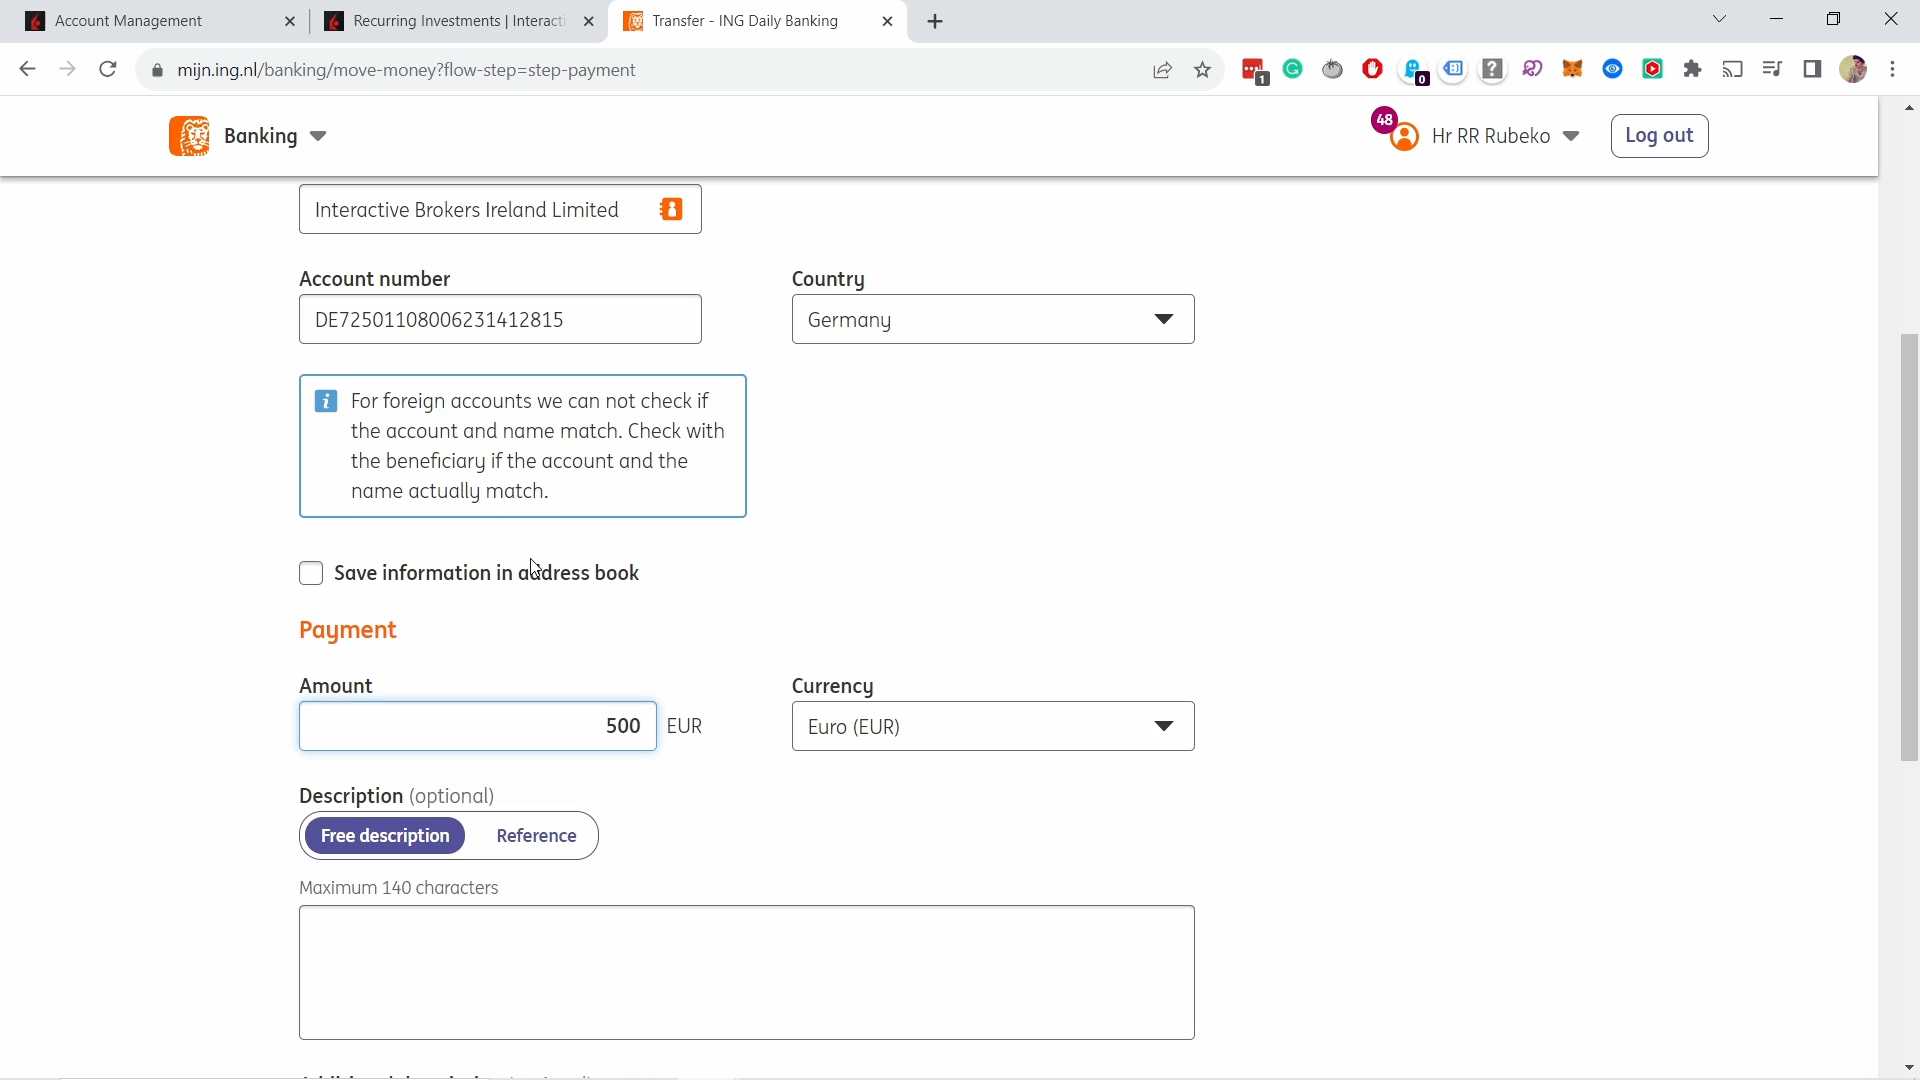 Account Management
Recurring Investments | Interacti
Transfer - ING Daily Banking
mijn.ing.nl/banking/move-money?flow-step=step-payment
1
0
Banking
48
Hr RR Rubeko
Log out
Interactive Brokers Ireland Limited
Account number
Country
DE72501108006231412815
Germany
For foreign accounts we can not check if
the account and name match. Check with
the beneficiary if the account and the
name actually match.
Save information in address book
Payment
Amount
Currency
500 EUR
Euro (EUR)
Description (optional)
Free description
Reference
Maximum 140 characters